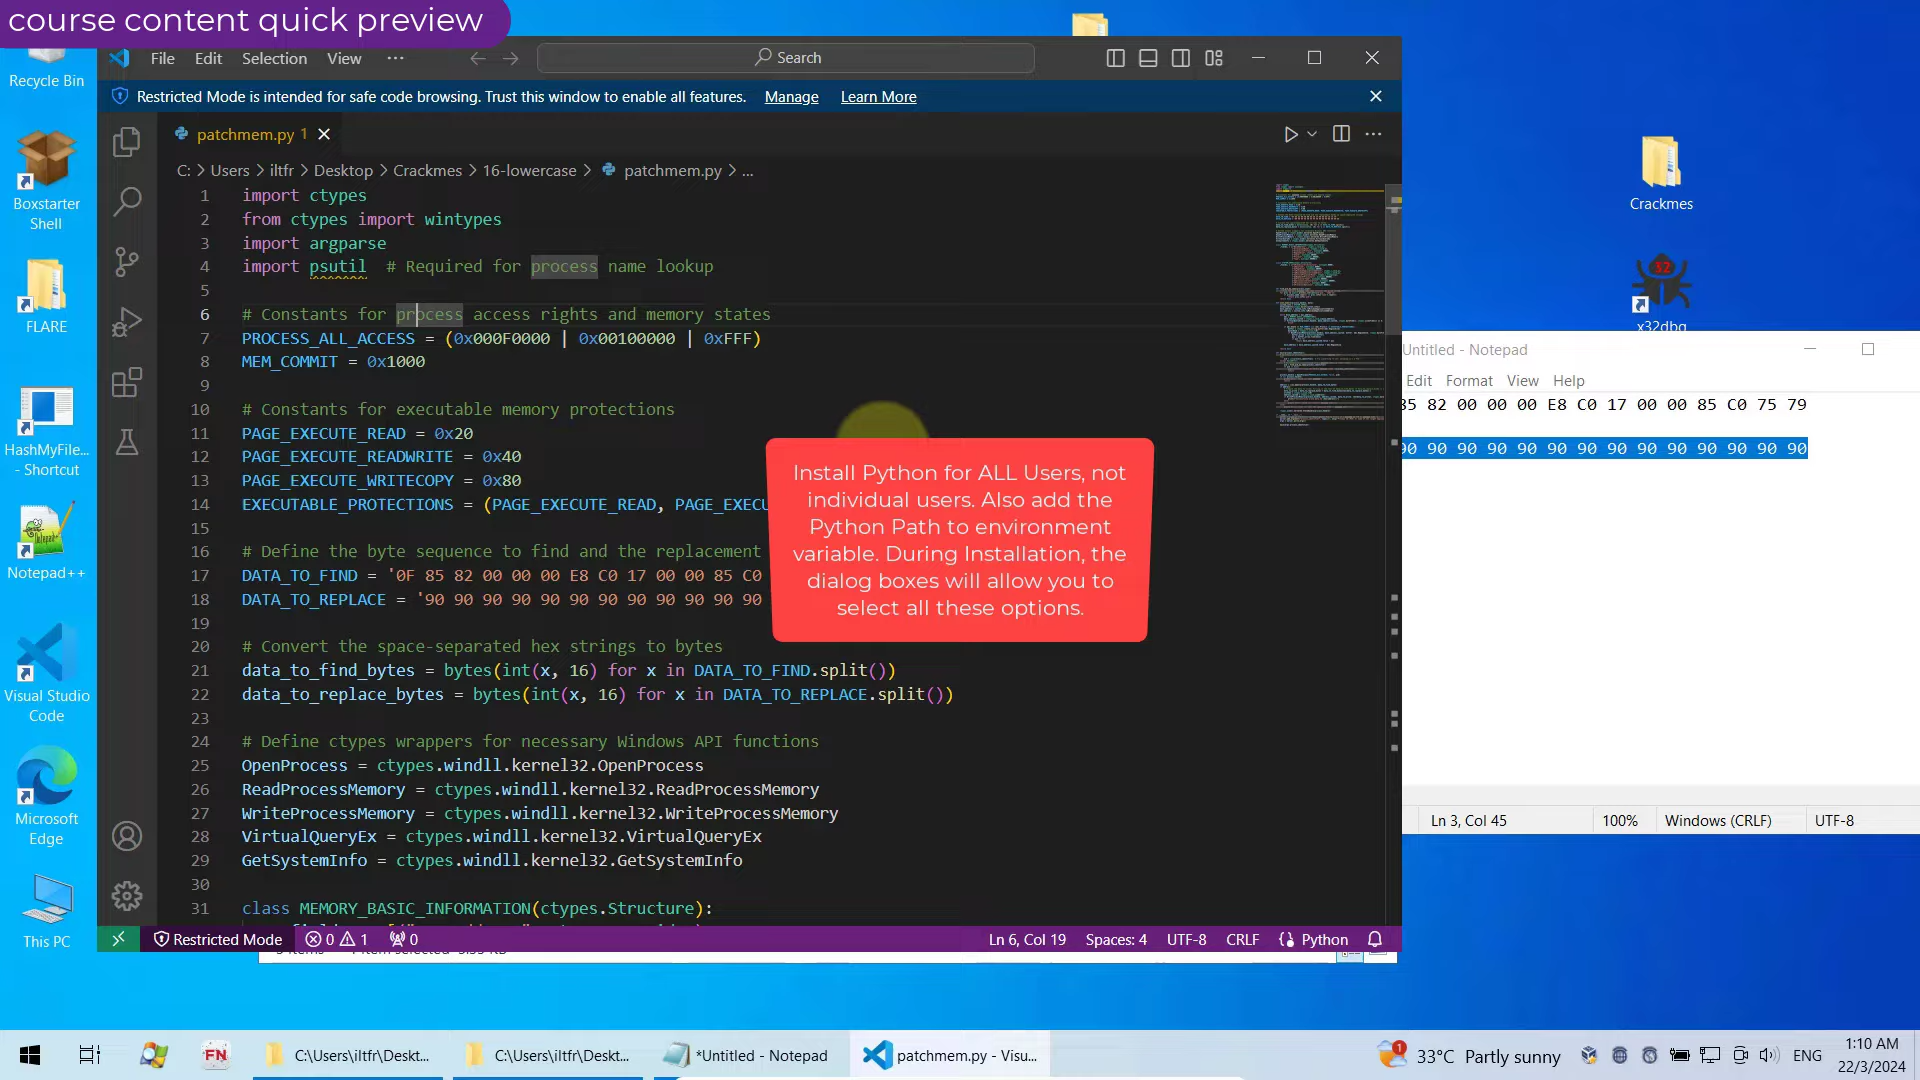 course content quick preview
Recycle Bin
Boxstarter
Shell
FLARE
HashMyFile...
- Shortcut
Notepad++
Visual Studio
Code
Microsoft
Edge
This PC
File Edit Selection View ···
Search
Restricted Mode is intended for safe code browsing. Trust this window to enable all features. Manage Learn More
patchmem.py 1
C: > Users > iltfr > Desktop > Crackmes > 16-lowercase > patchmem.py > ...
1 import ctypes
2 from ctypes import wintypes
3 import argparse
4 import psutil # Required for process name lookup
5
6 # Constants for process access rights and memory states
7 PROCESS_ALL_ACCESS = (0x000F0000 | 0x00100000 | 0xFFF)
8 MEM_COMMIT = 0x1000
9
10 # Constants for executable memory protections
11 PAGE_EXECUTE_READ = 0x20
12 PAGE_EXECUTE_READWRITE = 0x40
13 PAGE_EXECUTE_WRITECOPY = 0x80
14 EXECUTABLE_PROTECTIONS = (PAGE_EXECUTE_READ, PAGE_EXECU
15
16 # Define the byte sequence to find and the replacement
17 DATA_TO_FIND = '0F 85 82 00 00 00 E8 C0 17 00 00 85 C0
18 DATA_TO_REPLACE = '90 90 90 90 90 90 90 90 90 90 90 90
19
20 # Convert the space-separated hex strings to bytes
21 data_to_find_bytes = bytes(int(x, 16) for x in DATA_TO_FIND.split())
22 data_to_replace_bytes = bytes(int(x, 16) for x in DATA_TO_REPLACE.split())
23
24 # Define ctypes wrappers for necessary Windows API functions
25 OpenProcess = ctypes.windll.kernel32.OpenProcess
26 ReadProcessMemory = ctypes.windll.kernel32.ReadProcessMemory
27 WriteProcessMemory = ctypes.windll.kernel32.WriteProcessMemory
28 VirtualQueryEx = ctypes.windll.kernel32.VirtualQueryEx
29 GetSystemInfo = ctypes.windll.kernel32.GetSystemInfo
30
31 class MEMORY_BASIC_INFORMATION(ctypes.Structure):
Install Python for ALL Users, not
individual users. Also add the
Python Path to environment
variable. During Installation, the
dialog boxes will allow you to
select all these options.
Restricted Mode 0 1 0
Ln 6, Col 19 Spaces: 4 UTF-8 CRLF Python
Crackmes
32
x32dbg
Untitled - Notepad
Edit Format View Help
85 82 00 00 00 E8 C0 17 00 00 85 C0 75 79
90 90 90 90 90 90 90 90 90 90 90 90 90 90
Ln 3, Col 45 100% Windows (CRLF) UTF-8
FN
C:\Users\iltfr\Deskt...
C:\Users\iltfr\Deskt...
*Untitled - Notepad
patchmem.py - Visu...
1
33°C Partly sunny
ENG
1:10 AM
22/3/2024